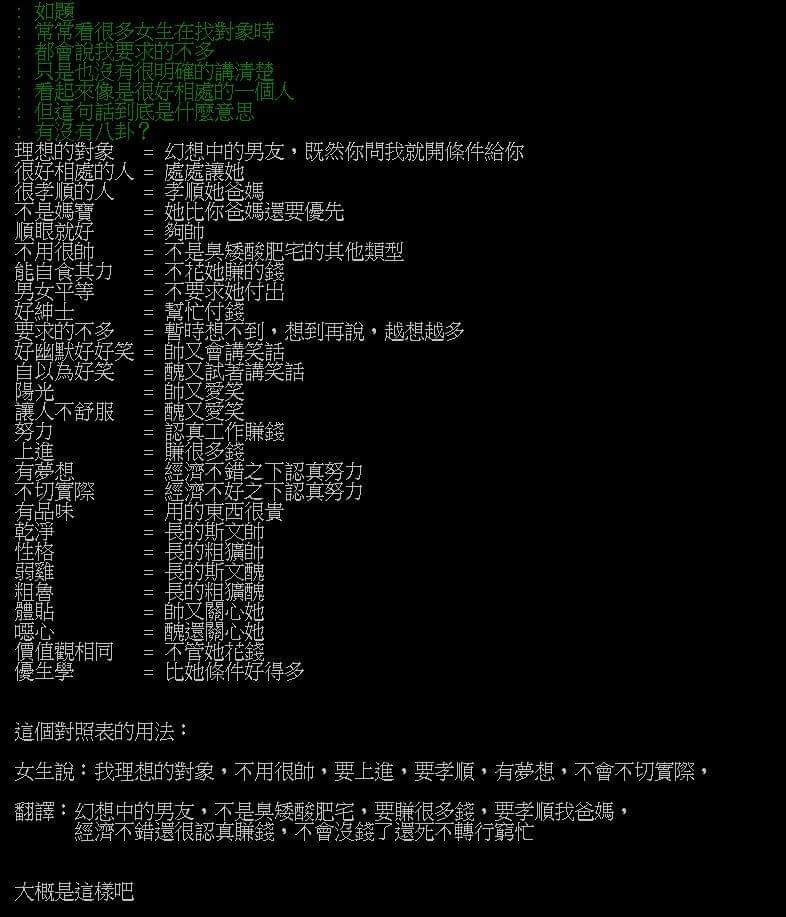 : 如題
: 常常看很多女生在找對象時
: 都會說我要求的不多
: 只是也沒有很明確的講清楚
: 看起來像是很好相處的一個人
: 但這句話到底是什麼意思
: 有沒有八卦？
理想的對象 = 幻想中的男友，既然你問我就開條件給你
很好相處的人 = 處處讓她
很孝順的人 = 孝順她爸媽
不是媽寶 = 她比你爸媽還要優先
順眼就好 = 夠帥
不用很帥 = 不是臭矮酸肥宅的其他類型
能自食其力 = 不花她賺的錢
男女平等 = 不要求她付出
好紳士 = 幫忙付錢
要求的不多 = 暫時想不到，想到再說，越想越多
好幽默好好笑 = 帥又會講笑話
自以為好笑 = 醜又試著講笑話
陽光 = 帥又愛笑
讓人不舒服 = 醜又愛笑
努力 = 認真工作賺錢
上進 = 賺很多錢
有夢想 = 經濟不錯之下認真努力
不切實際 = 經濟不好之下認真努力
有品味 = 用的東西很貴
乾淨 = 長的斯文帥
性格 = 長的粗獷帥
弱雞 = 長的斯文醜
粗魯 = 長的粗獷醜
體貼 = 帥又關心她
噁心 = 醜還關心她
價值觀相同 = 不管她花錢
優生學 = 比她條件好得多
這個對照表的用法：
女生說：我理想的對象，不用很帥，要上進，要孝順，有夢想，不會不切實際，
翻譯：幻想中的男友，不是臭矮酸肥宅，要賺很多錢，要孝順我爸媽，
經濟不錯還很認真賺錢，不會沒錢了還死不轉行窮忙
大概是這樣吧